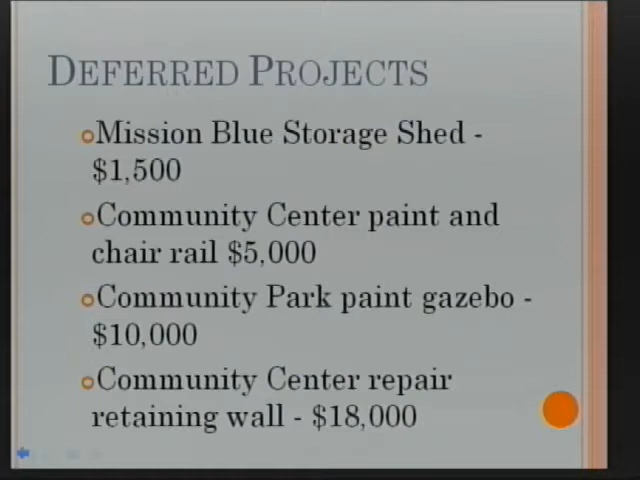 DEFERRED PROJECTS
Mission Blue Storage Shed -
$1,500
Community Center paint and
chair rail $5,000
Community Park paint gazebo -
$10,000
Community Center repair
retaining wall - $18,000